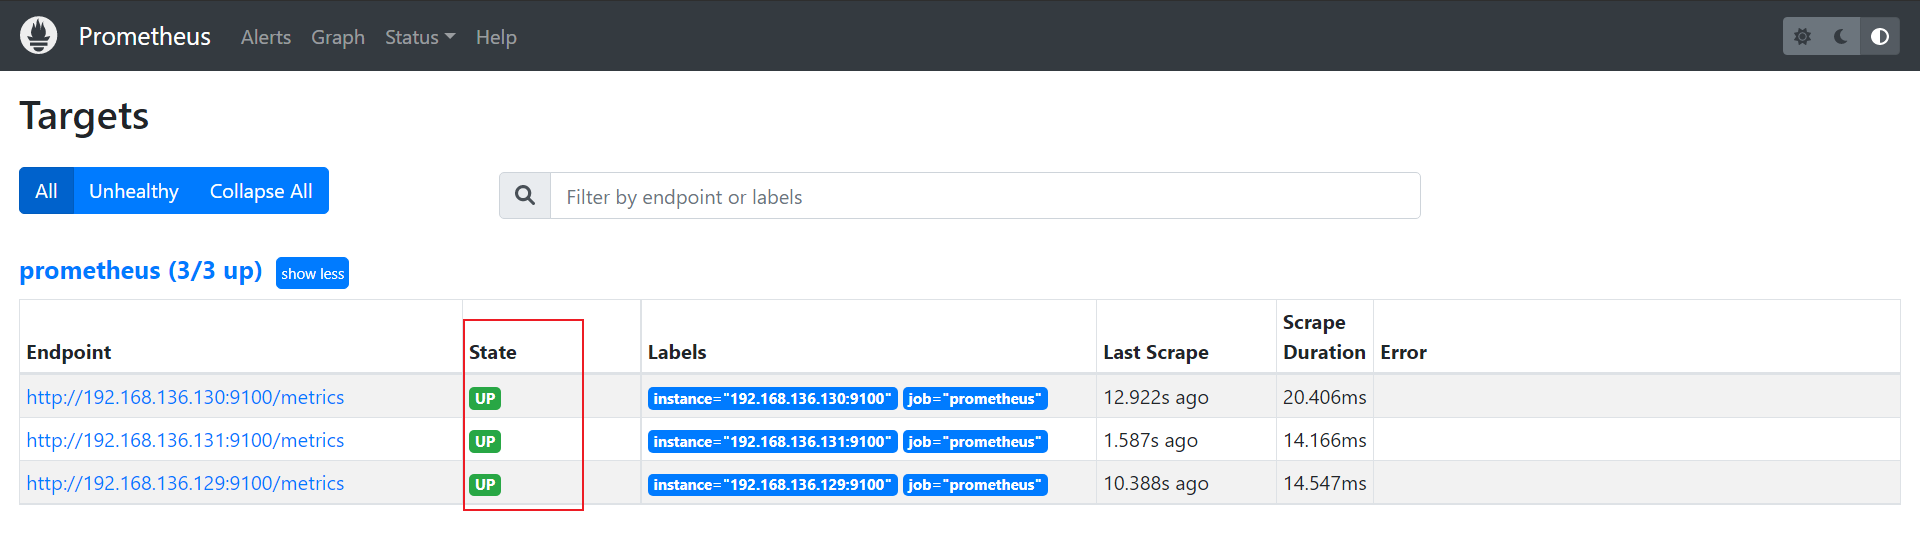 Prometheus Alerts Graph Status Help
Targets
All Unhealthy Collapse All
Filter by endpoint or labels
prometheus (3/3 up) show less
Endpoint State Labels Last Scrape Scrape Duration Error
http://192.168.136.130:9100/metrics UP instance="192.168.136.130:9100" job="prometheus" 12.922s ago 20.406ms
http://192.168.136.131:9100/metrics UP instance="192.168.136.131:9100" job="prometheus" 1.587s ago 14.166ms
http://192.168.136.129:9100/metrics UP instance="192.168.136.129:9100" job="prometheus" 10.388s ago 14.547ms